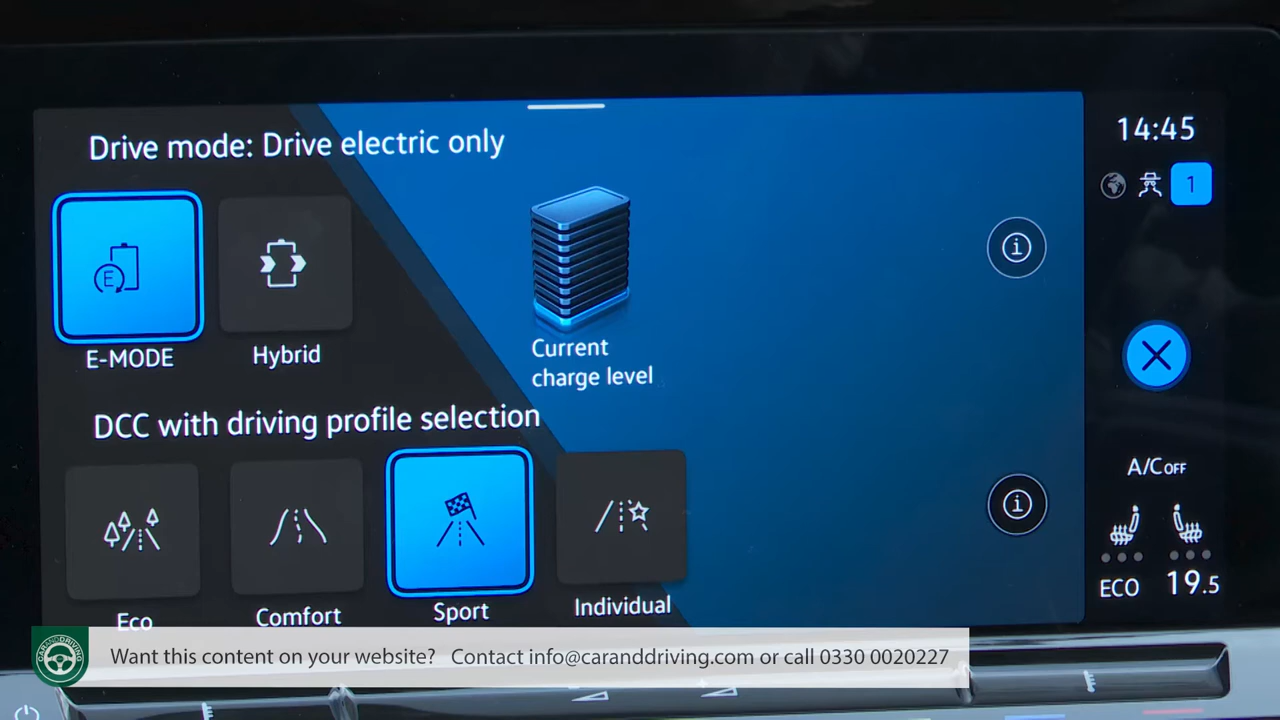 Drive mode: Drive electric only
14:45
1
E
E-MODE
Hybrid
i
Current
charge level
DCC with driving profile selection
A/C OFF
i
ECO
19.5
Eco
Comfort
Sport
Individual
CARANDDRIVING
Want this content on your website? Contact info@caranddriving.com or call 0330 0020227